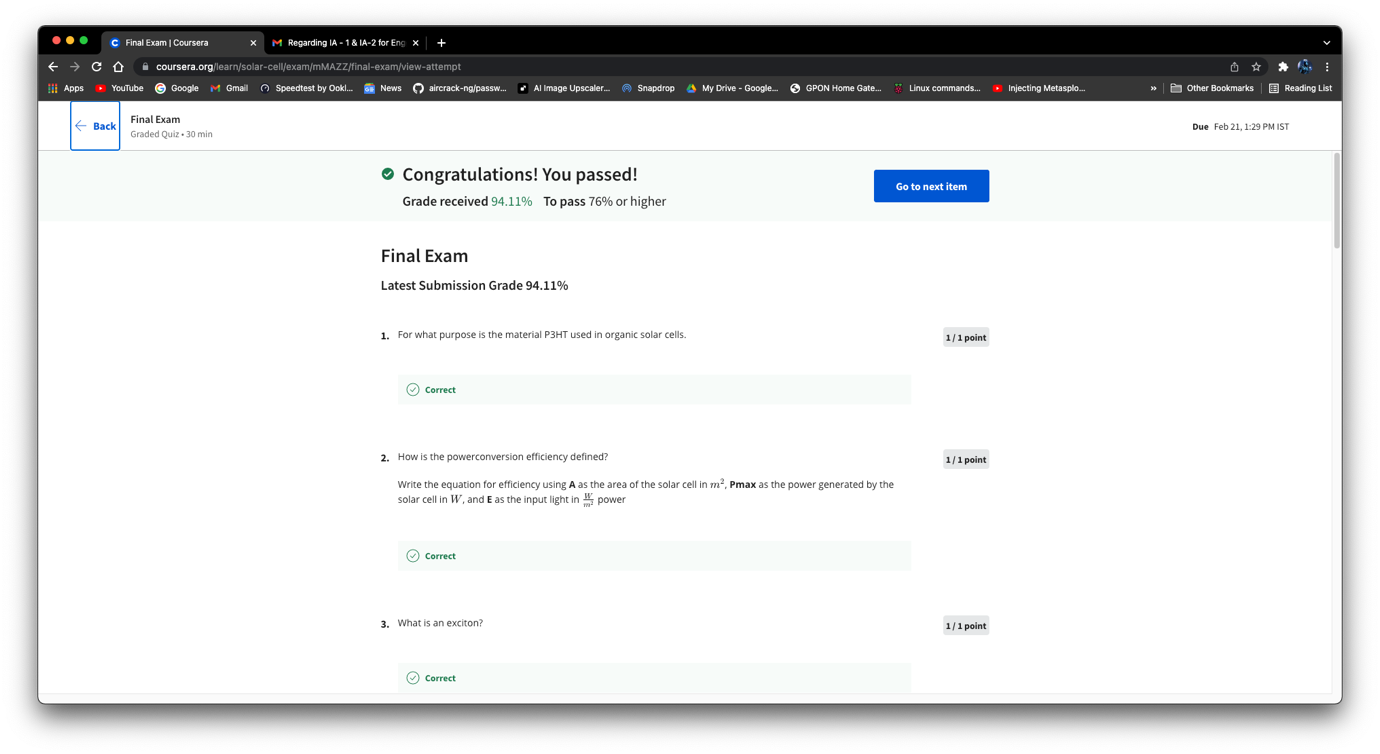 Final Exam | Coursera
Regarding IA - 1 & IA-2 for Eng
coursera.org/learn/solar-cell/exam/mMAZZ/final-exam/view-attempt
Apps YouTube Google Gmail Speedtest by Ookl... News aircrack-ng/passw... AI Image Upscaler... Snapdrop My Drive - Google... GPON Home Gate... Linux commands... Injecting Metasplo... » Other Bookmarks Reading List
Back
Final Exam
Graded Quiz • 30 min
Due Feb 21, 1:29 PM IST
Congratulations! You passed!
Grade received 94.11% To pass 76% or higher
Go to next item
Final Exam
Latest Submission Grade 94.11%
1. For what purpose is the material P3HT used in organic solar cells.
1 / 1 point
Correct
2. How is the powerconversion efficiency defined?
1 / 1 point
Write the equation for efficiency using A as the area of the solar cell in m², Pmax as the power generated by the
solar cell in W, and E as the input light in W/m² power
Correct
3. What is an exciton?
1 / 1 point
Correct